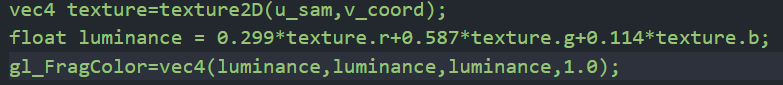 vec4 texture=texture2D(u_sam,v_coord);
float luminance = 0.299*texture.r+0.587*texture.g+0.114*texture.b;
gl_FragColor=vec4(luminance,luminance,luminance,1.0);